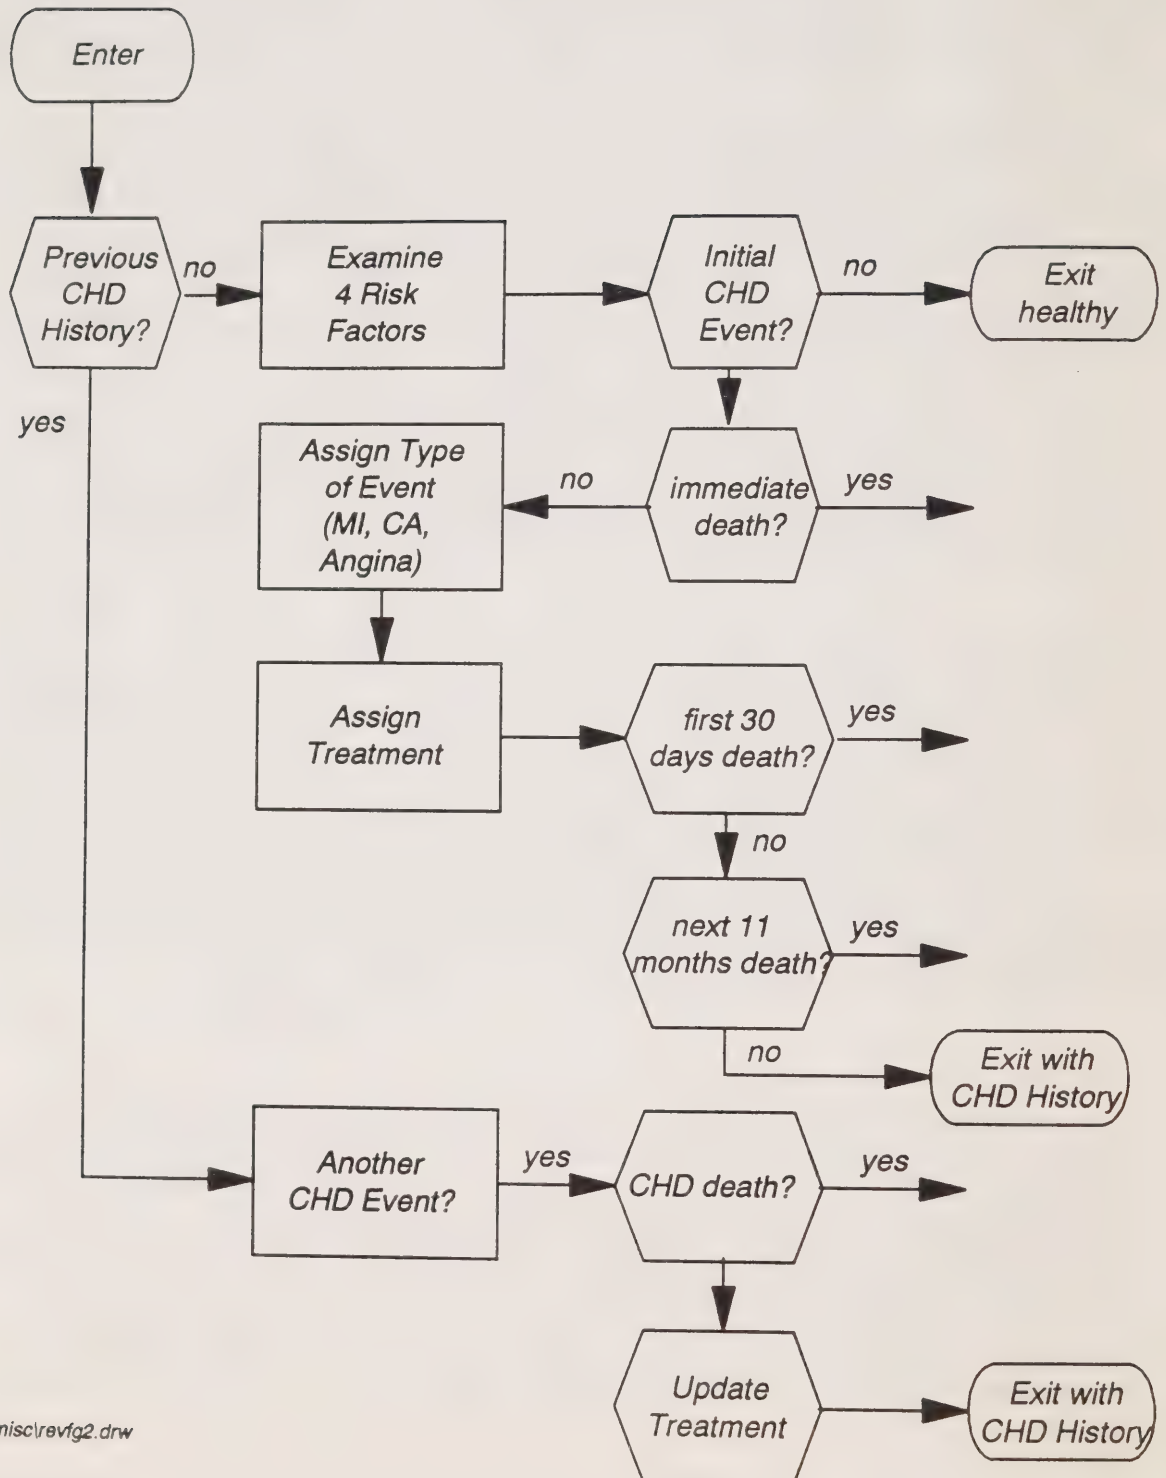 Enter
Previous
CHD
History?
no
Examine
4 Risk
Factors
Initial
CHD
Event?
no
Exit
healthy
yes
Assign Type
of Event
(MI, CA,
Angina)
no
immediate
death?
yes
Assign
Treatment
first 30
days death?
yes
no
next 11
months death?
yes
no
Exit with
CHD History
Another
CHD Event?
yes
CHD death?
yes
Update
Treatment
Exit with
CHD History
misc\revfg2.drw